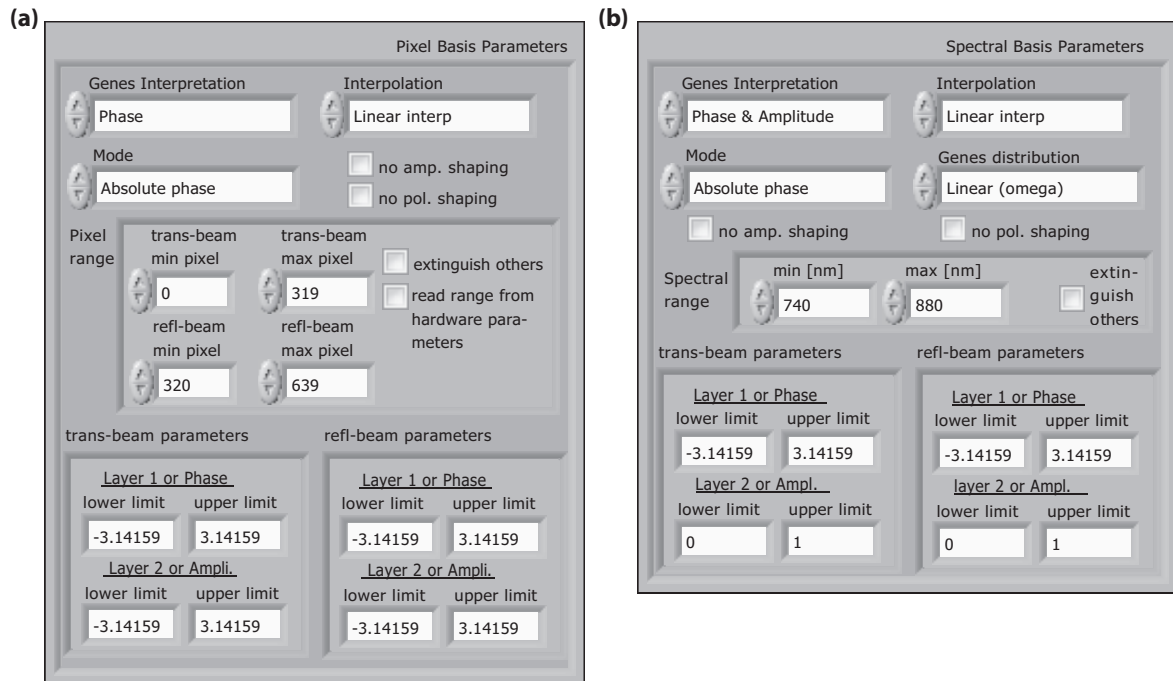 (a)
Pixel Basis Parameters
Genes Interpretation
Interpolation
Phase
Linear interp
Mode
Absolute phase
no amp. shaping
no pol. shaping
Pixel
range
trans-beam
min pixel
trans-beam
max pixel
0
319
extinguish others
read range from
hardware para-
meters
refl-beam
min pixel
refl-beam
max pixel
320
639
trans-beam parameters
Layer 1 or Phase
lower limit
upper limit
-3.14159
3.14159
Layer 2 or Ampli.
lower limit
upper limit
-3.14159
3.14159
refl-beam parameters
Layer 1 or Phase
lower limit
upper limit
-3.14159
3.14159
Layer 2 or Ampli.
lower limit
upper limit
-3.14159
3.14159
(b)
Spectral Basis Parameters
Genes Interpretation
Interpolation
Phase & Amplitude
Linear interp
Mode
Genes distribution
Absolute phase
Linear (omega)
no amp. shaping
no pol. shaping
Spectral
range
min [nm]
max [nm]
740
880
extin-
guish
others
trans-beam parameters
Layer 1 or Phase
lower limit
upper limit
-3.14159
3.14159
Layer 2 or Ampl.
lower limit
upper limit
0
1
refl-beam parameters
Layer 1 or Phase
lower limit
upper limit
-3.14159
3.14159
layer 2 or Ampl.
lower limit
upper limit
0
1